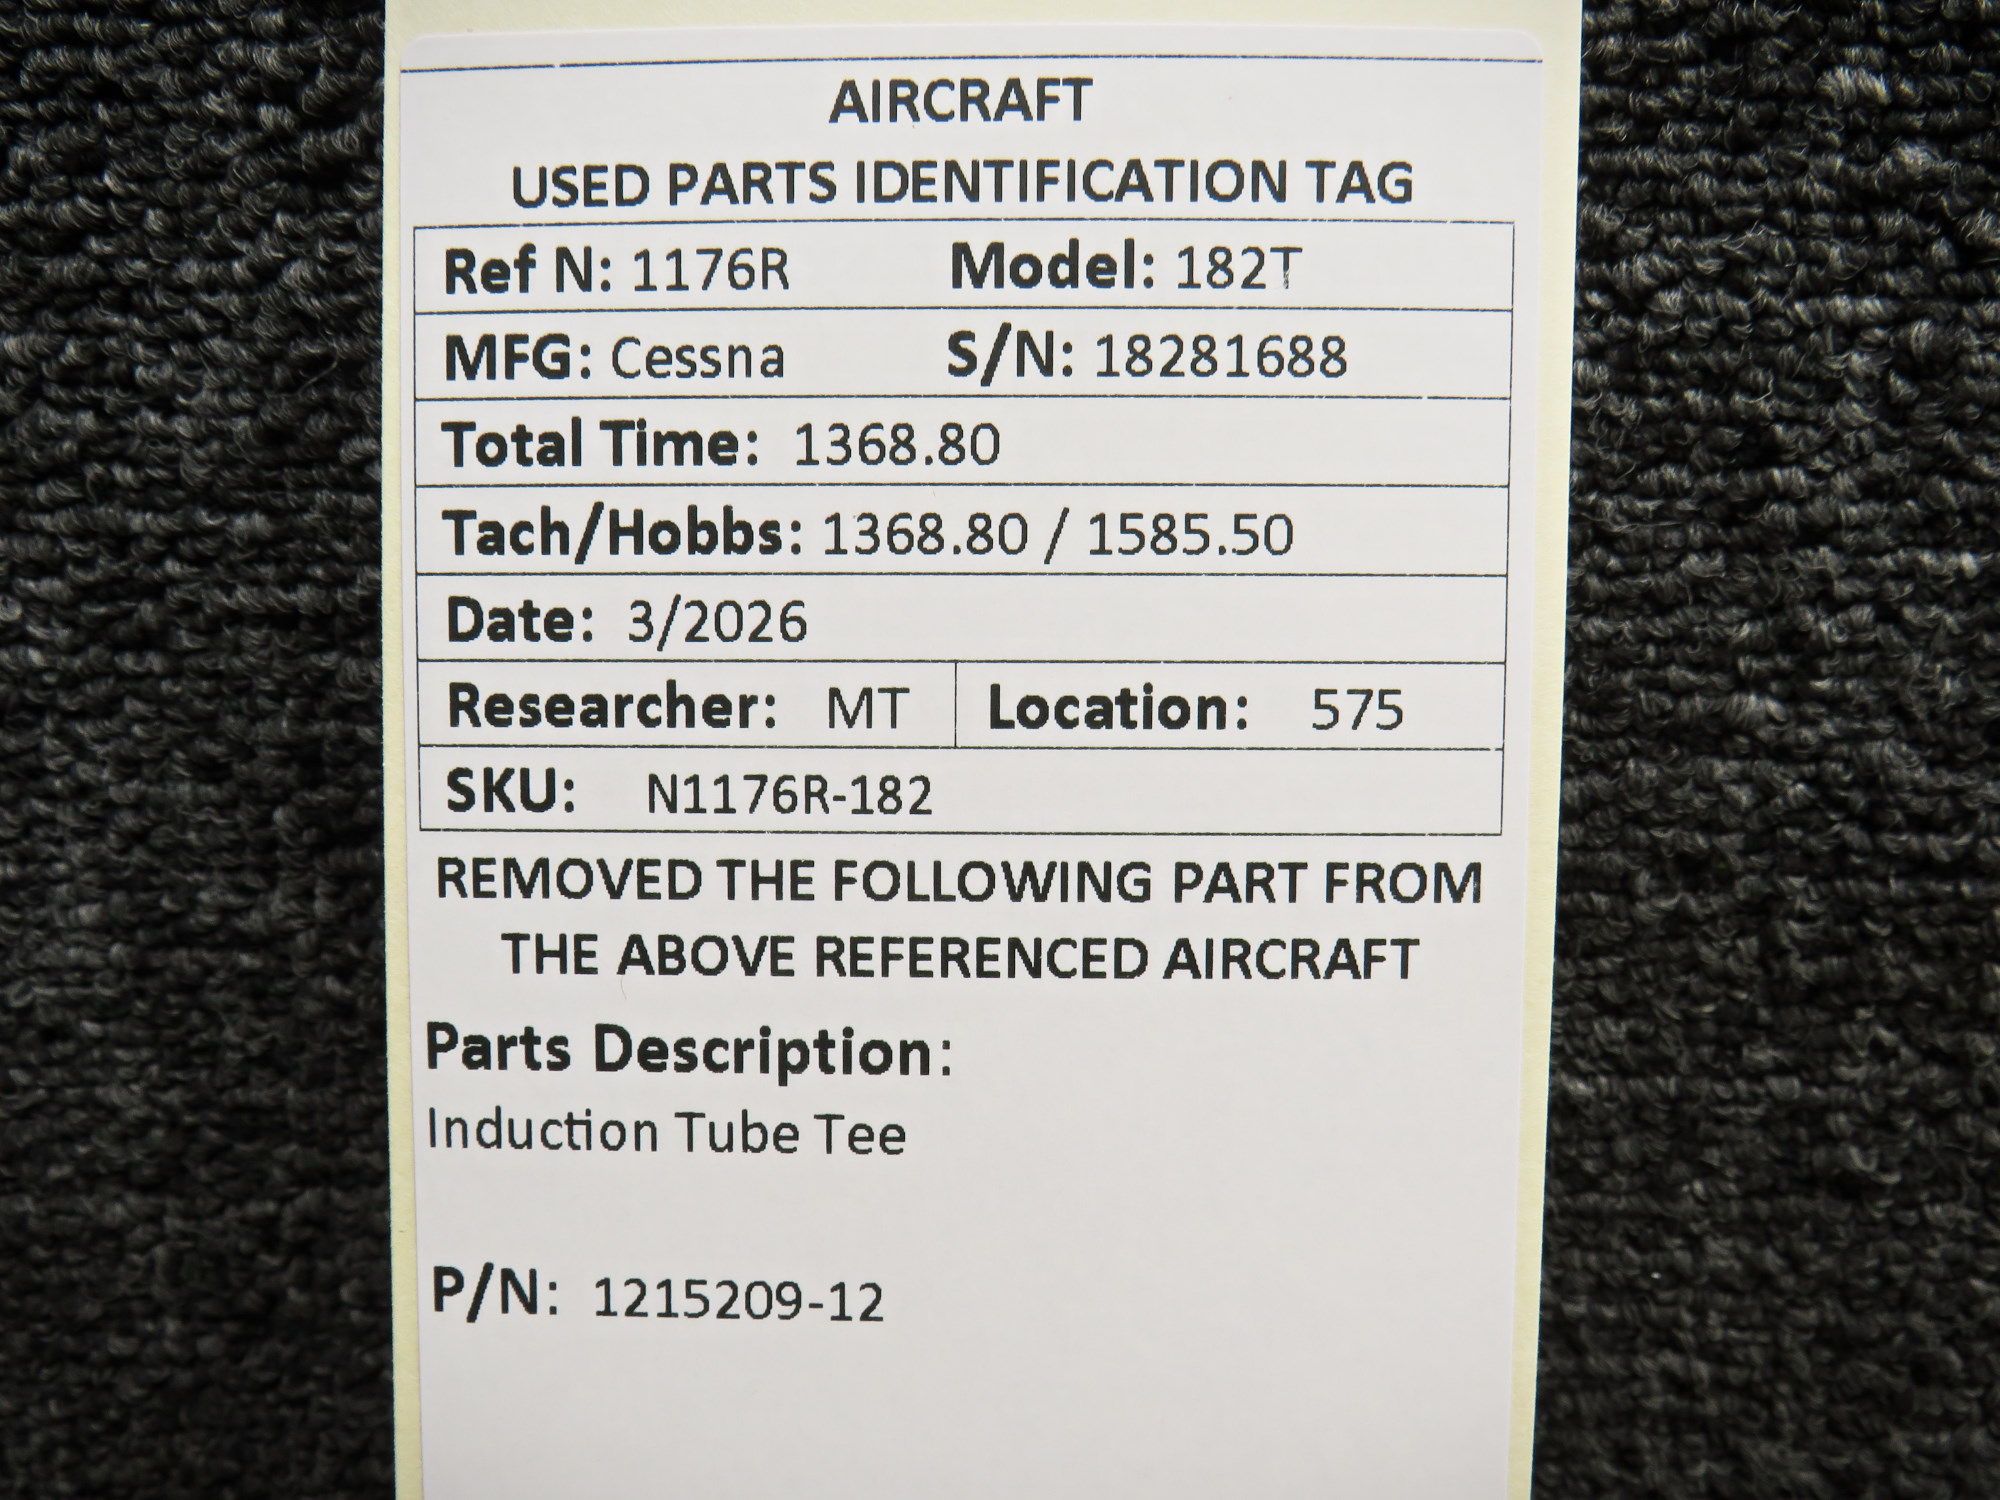 AIRCRAFT
USED PARTS IDENTIFICATION TAG
Ref N: 1176R Model: 182T
MFG: Cessna S/N: 18281688
Total Time: 1368.80
Tach/Hobbs: 1368.80 / 1585.50
Date: 3/2026
Researcher: MT Location: 575
SKU: N1176R-182
REMOVED THE FOLLOWING PART FROM
THE ABOVE REFERENCED AIRCRAFT
Parts Description:
Induction Tube Tee
P/N: 1215209-12